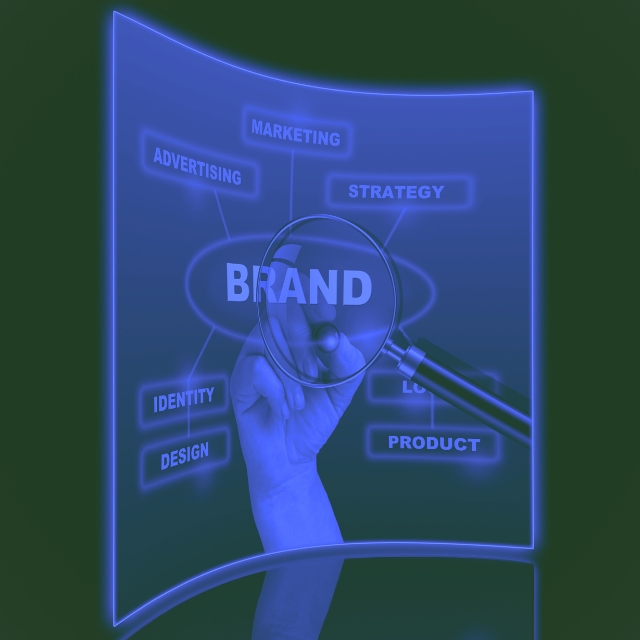 MARKETING
ADVERTISING
STRATEGY
BRAND
IDENTITY
DESIGN
PRODUCT